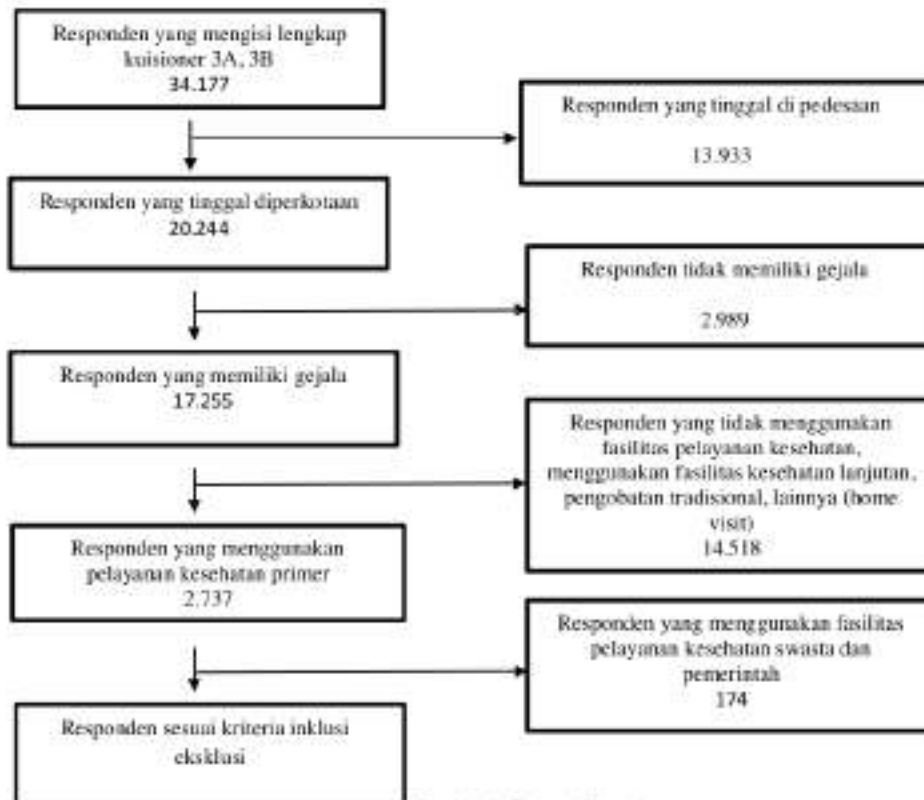 Responden yang mengisi lengkap
kuisioner 3A, 3B
34.177
Responden yang tinggal di pedesaan
13.933
Responden yang tinggal diperkotaan
20.244
Responden tidak memiliki gejala
2.989
Responden yang memiliki gejala
17.255
Responden yang tidak menggunakan
fasilitas pelayanan kesehatan,
menggunakan fasilitas kesehatan lanjutan,
pengobatan tradisional, lainnya (home
visit)
14.518
Responden yang menggunakan
pelayanan kesehatan primer
2.737
Responden yang menggunakan fasilitas
pelayanan kesehatan swasta dan
pemerintah
174
Responden sesuai kriteria inklusi
eksklusi